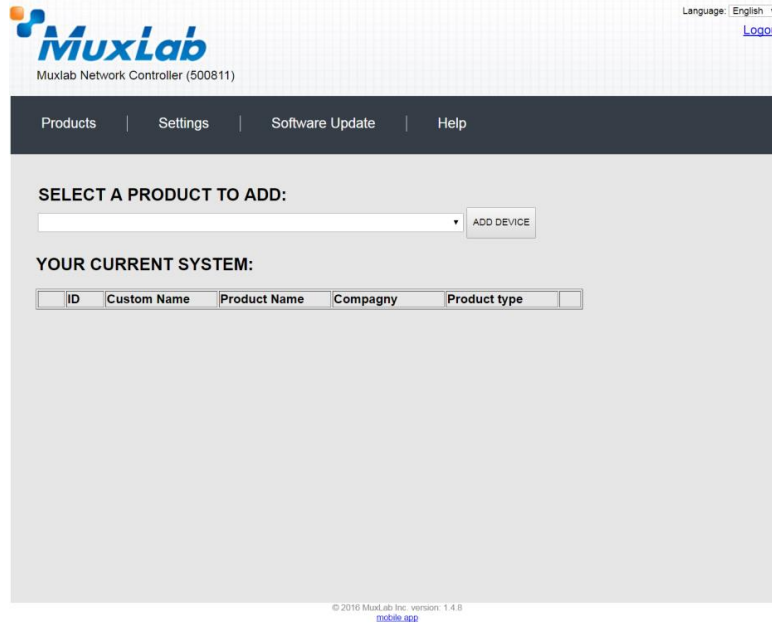 Language: English
MuxLab
Muxlab Network Controller (500811)
Products | Settings | Software Update | Help
SELECT A PRODUCT TO ADD:
ADD DEVICE
YOUR CURRENT SYSTEM:
ID Custom Name Product Name Compagny Product type
© 2016 MuxLab Inc. version: 1.4.8
mobile app